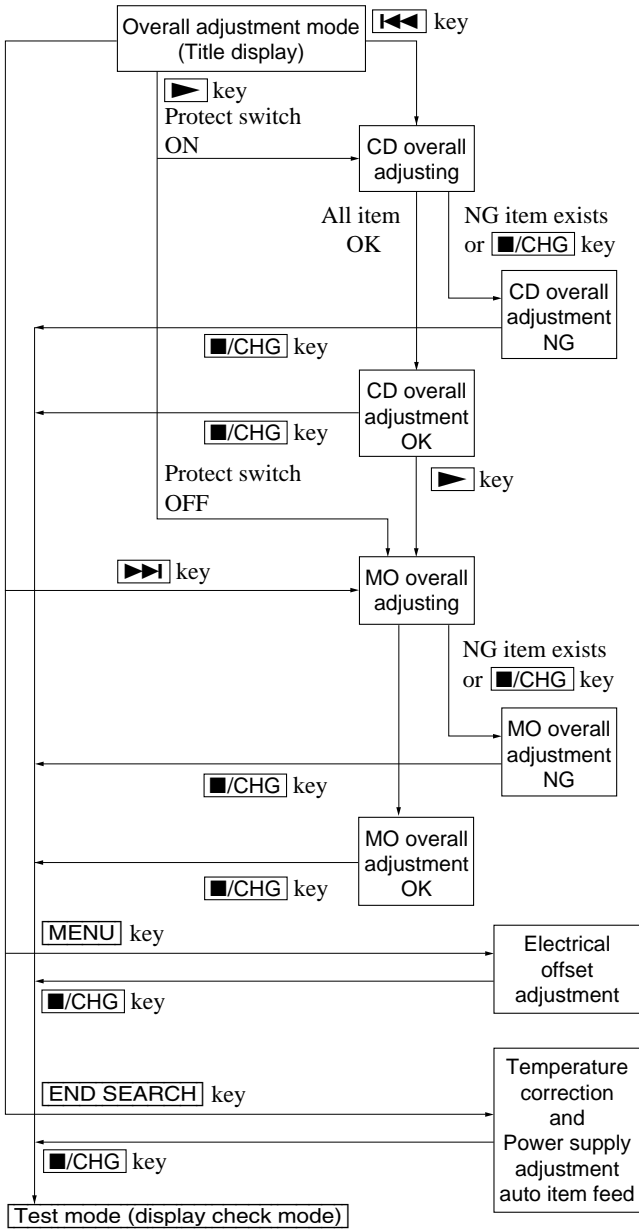 Overall adjustment mode
(Title display)
⏮ key
▶ key
Protect switch
ON
CD overall
adjusting
All item
OK
NG item exists
or ■/CHG key
CD overall
adjustment
NG
■/CHG key
CD overall
adjustment
OK
■/CHG key
▶ key
Protect switch
OFF
⏭ key
MO overall
adjusting
NG item exists
or ■/CHG key
MO overall
adjustment
NG
■/CHG key
MO overall
adjustment
OK
■/CHG key
MENU key
Electrical
offset
adjustment
■/CHG key
END SEARCH key
Temperature
correction
and
Power supply
adjustment
auto item feed
■/CHG key
Test mode (display check mode)